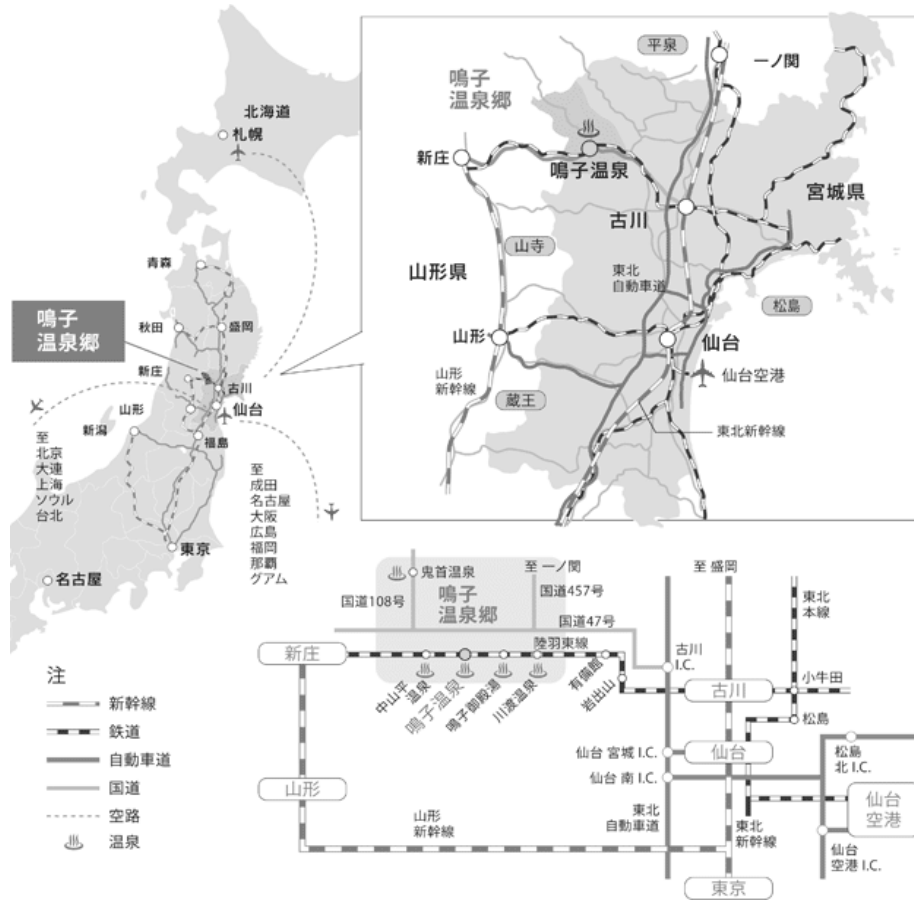 北海道
札幌
青森
鳴子
温泉郷
秋田
盛岡
新庄
古川
山形
仙台
新潟
福島
至
北京
大連
上海
ソウル
台北
至
成田
名古屋
大阪
広島
福岡
那覇
グアム
東京
名古屋
平泉
一ノ関
鳴子
温泉郷
新庄
鳴子温泉
宮城県
古川
山寺
山形県
東北
自動車道
松島
山形
仙台
山形
新幹線
仙台空港
蔵王
東北新幹線
注
新幹線
鉄道
自動車道
国道
空路
温泉
鬼首温泉
至 一ノ関
至 盛岡
国道108号
鳴子
温泉郷
国道457号
国道47号
東北
本線
陸羽東線
古川
I.C.
新庄
中山平
温泉
鳴子温泉
鳴子御殿湯
川渡温泉
有備館
岩出山
古川
小牛田
松島
仙台 宮城 I.C.
仙台
松島
北 I.C.
仙台 南 I.C.
山形
仙台
空港
山形
新幹線
東北
自動車道
東北
新幹線
仙台
空港 I.C.
東京